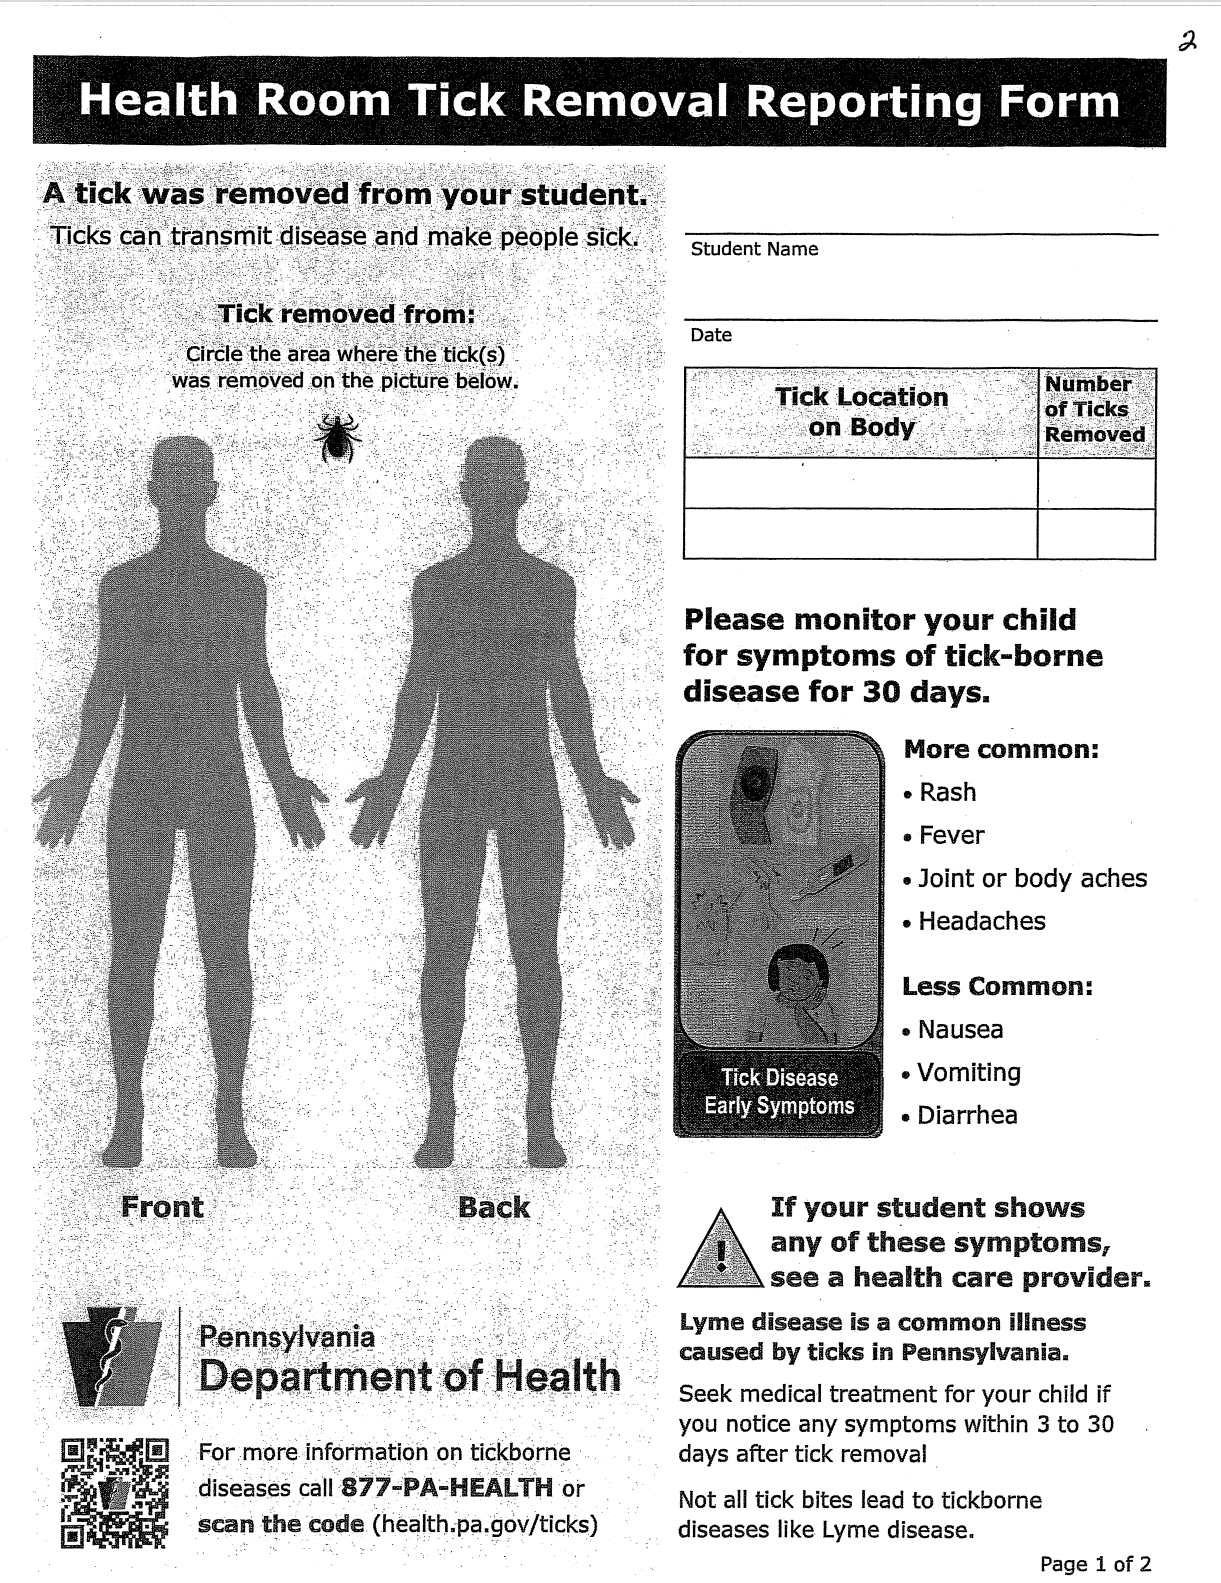 2
Health Room Tick Removal Reporting Form
A tick was removed from your student.
Ticks can transmit disease and make people sick.
Tick removed from:
Circle the area where the tick(s)
was removed on the picture below.
Front
Back
Pennsylvania
Department of Health
For more information on tickborne
diseases call 877-PA-HEALTH or
scan the code (health.pa.gov/ticks)
Student Name
Date
Tick Location
on Body
Number
of Ticks
Removed
Please monitor your child
for symptoms of tick-borne
disease for 30 days.
Tick Disease
Early Symptoms
More common:
• Rash
• Fever
• Joint or body aches
• Headaches
Less Common:
• Nausea
• Vomiting
• Diarrhea
!
If your student shows
any of these symptoms,
see a health care provider.
Lyme disease is a common illness
caused by ticks in Pennsylvania.
Seek medical treatment for your child if
you notice any symptoms within 3 to 30
days after tick removal
Not all tick bites lead to tickborne
diseases like Lyme disease.
Page 1 of 2